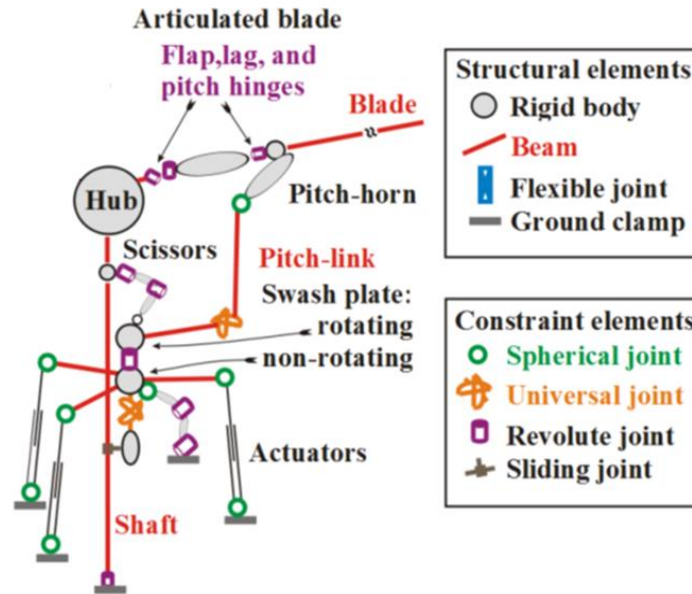 Articulated blade
Flap,lag, and
pitch hinges
Blade
Hub
Pitch-horn
Scissors
Pitch-link
Swash plate:
rotating
non-rotating
Actuators
Shaft
Structural elements
Rigid body
Beam
Flexible joint
Ground clamp
Constraint elements
Spherical joint
Universal joint
Revolute joint
Sliding joint